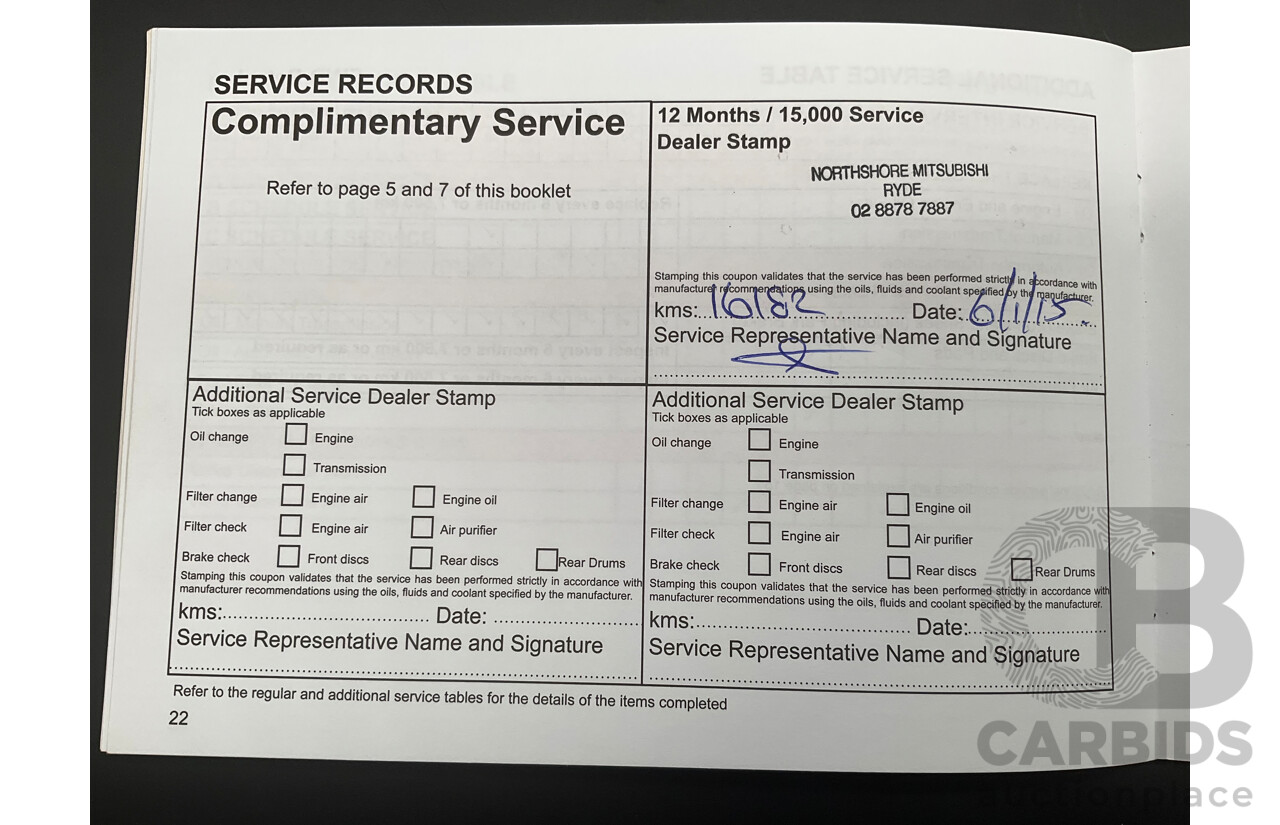 SERVICE RECORDS
Complimentary Service
Refer to page 5 and 7 of this booklet
12 Months / 15,000 Service
Dealer Stamp
NORTHSHORE MITSUBISHI
RYDE
02 8878 7887
Stamping this coupon validates that the service has been performed strictly in accordance with
manufacturer recommendations using the oils, fluids and coolant specified by the manufacturer.
kms: 16182 Date: 6/1/15
Service Representative Name and Signature
Additional Service Dealer Stamp
Tick boxes as applicable
Oil change Engine
Transmission
Filter change Engine air Engine oil
Filter check Engine air Air purifier
Brake check Front discs Rear discs Rear Drums
Stamping this coupon validates that the service has been performed strictly in accordance with
manufacturer recommendations using the oils, fluids and coolant specified by the manufacturer.
kms: Date:
Service Representative Name and Signature
Additional Service Dealer Stamp
Tick boxes as applicable
Oil change Engine
Transmission
Filter change Engine air Engine oil
Filter check Engine air Air purifier
Brake check Front discs Rear discs Rear Drums
Stamping this coupon validates that the service has been performed strictly in accordance with
manufacturer recommendations using the oils, fluids and coolant specified by the manufacturer.
kms: Date:
Service Representative Name and Signature
Refer to the regular and additional service tables for the details of the items completed
22
CARBIDS
auctionplace